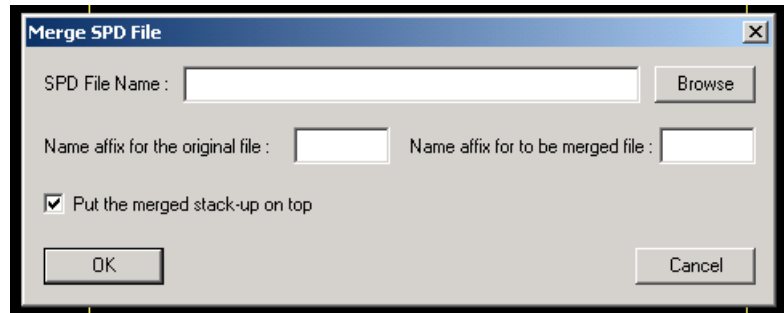 Merge SPD File
SPD File Name : Browse
Name affix for the original file : Name affix for to be merged file :
Put the merged stack-up on top
OK Cancel